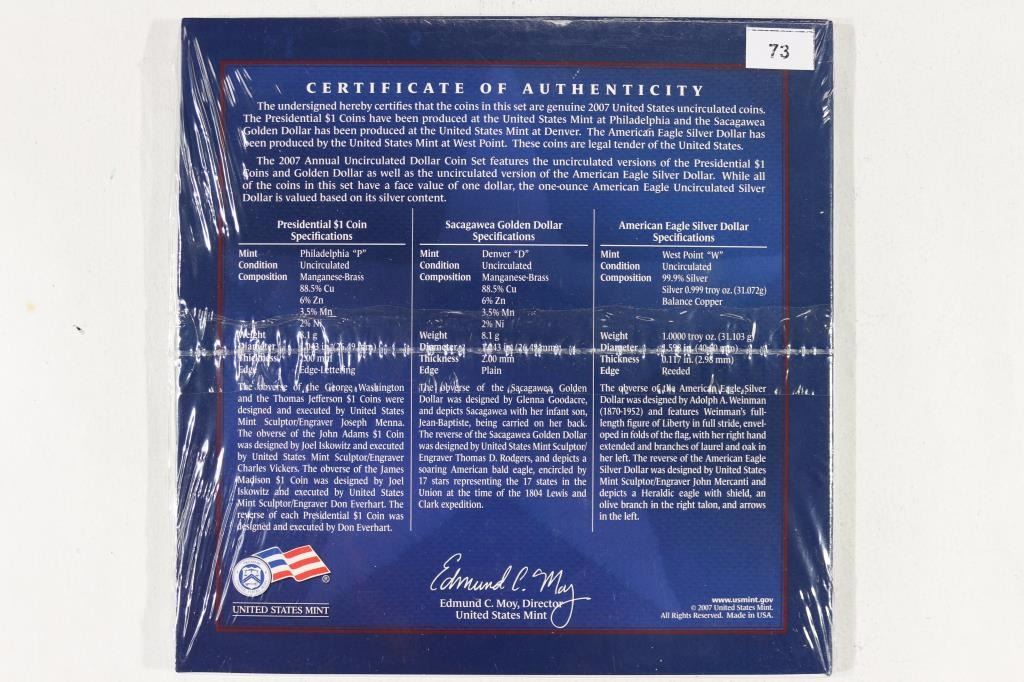 73
CERTIFICATE OF AUTHENTICITY
The undersigned hereby certifies that the coins in this set are genuine 2007 United States uncirculated coins.
The Presidential $1 Coins have been produced at the United States Mint at Philadelphia and the Sacagawea
Golden Dollar has been produced at the United States Mint at Denver. The American Eagle Silver Dollar has
been produced by the United States Mint at West Point. These coins are legal tender of the United States.
The 2007 Annual Uncirculated Dollar Coin Set features the uncirculated versions of the Presidential $1
Coins and Golden Dollar as well as the uncirculated version of the American Eagle Silver Dollar. While all
of the coins in this set have a face value of one dollar, the one-ounce American Eagle Uncirculated Silver
Dollar is valued based on its silver content.
Presidential $1 Coin
Specifications
Mint Philadelphia "P"
Condition Uncirculated
Composition Manganese-Brass
88.5% Cu
6% Zn
3.5% Mn
2% Ni
Weight 8.1 g
Diameter
Thickness 2.00 mm
Edge Edge-Lettering
The obverse of the George Washington
and the Thomas Jefferson $1 Coins were
designed and executed by United States
Mint Sculptor/Engraver Joseph Menna.
The obverse of the John Adams $1 Coin
was designed by Joel Iskowitz and executed
by United States Mint Sculptor/Engraver
Charles Vickers. The obverse of the James
Madison $1 Coin was designed by Joel
Iskowitz and executed by United States
Mint Sculptor/Engraver Don Everhart. The
reverse of each Presidential $1 Coin was
designed and executed by Don Everhart.
Sacagawea Golden Dollar
Specifications
Mint Denver "D"
Condition Uncirculated
Composition Manganese-Brass
88.5% Cu
6% Zn
3.5% Mn
2% Ni
Weight 8.1 g
Diameter
Thickness 2.00 mm
Edge Plain
The obverse of the Sacagawea Golden
Dollar was designed by Glenna Goodacre,
and depicts Sacagawea with her infant son,
Jean-Baptiste, being carried on her back.
The reverse of the Sacagawea Golden Dollar
was designed by United States Mint Sculptor/
Engraver Thomas D. Rodgers, and depicts a
soaring American bald eagle, encircled by
17 stars representing the 17 states in the
Union at the time of the 1804 Lewis and
Clark expedition.
American Eagle Silver Dollar
Specifications
Mint West Point "W"
Condition Uncirculated
Composition 99.9% Silver
Silver 0.999 troy oz. (31.072g)
Balance Copper
Weight 1.0000 troy oz. (31.103 g)
Diameter
Thickness 0.117 in. (2.98 mm)
Edge Reeded
The obverse of the American Eagle Silver
Dollar was designed by Adolph A. Weinman
(1870-1952) and features Weinman's full-
length figure of Liberty in full stride, envel-
oped in folds of the flag, with her right hand
extended and branches of laurel and oak in
her left. The reverse of the American Eagle
Silver Dollar was designed by United States
Mint Sculptor/Engraver John Mercanti and
depicts a Heraldic eagle with shield, an
olive branch in the right talon, and arrows
in the left.
UNITED STATES MINT
Edmund C. Moy
Edmund C. Moy, Director
United States Mint
www.usmint.gov
© 2007 United States Mint.
All Rights Reserved. Made in USA.